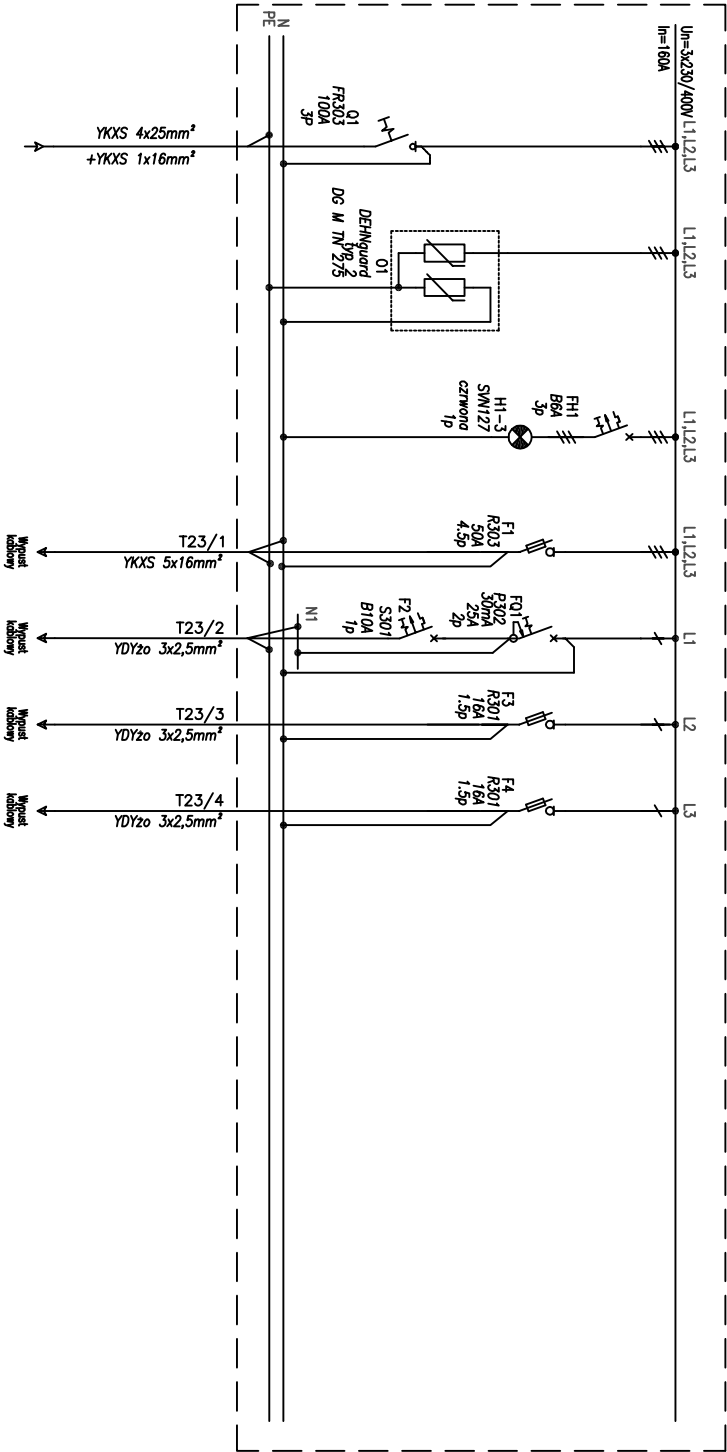 Un=3x230/400V
In=160A
L1,L2,L3
L1,L2,L3
L1,L2,L3
L1,L2,L3
L1
L2
L3
Q1
FR303
100A
3P
O1
DEHNguard
typ 2
DG M TN 275
FH1
B6A
3p
H1-3
SVN127
czrwona
1p
F1
R303
50A
4.5p
FQ1
P302
30mA
25A
2p
F2
S301
B10A
1p
F3
R301
16A
1.5p
F4
R301
16A
1.5p
N1
N
PE
YKXS 4x25mm²
+YKXS 1x16mm²
T23/1
YKXS 5x16mm²
T23/2
YDYżo 3x2,5mm²
T23/3
YDYżo 3x2,5mm²
T23/4
YDYżo 3x2,5mm²
Wypust
kablowy
Wypust
kablowy
Wypust
kablowy
Wypust
kablowy